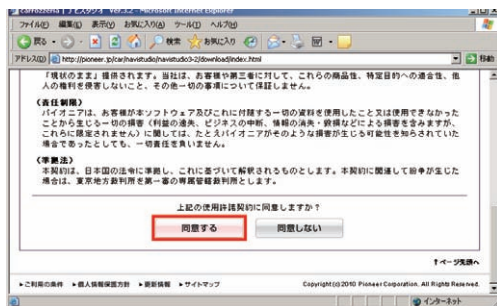 carrozzeria | ナビスタジオ Ver.3.2 - Microsoft Internet Explorer
ファイル(F) 編集(E) 表示(V) お気に入り(A) ツール(T) ヘルプ(H)
戻る 検索 お気に入り
アドレス(D) http://pioneer.jp/car/navistudio/navistudio3-2/download/index.html 移動
「現状のまま」提供されます。当社は、お客様や第三者に対して、これらの商品性、特定目的への適合性、他
人の権利を侵害しないこと、その他一切の事項について保証しません。
(責任制限)
パイオニアは、お客様が本ソフトウェア及びこれに付随する一切の資料を使用したこと又は使用できなかった
ことから生じる一切の損害(利益の逸失、ビジネスの中断、情報の消失・毀損などによる損害を含みますが、
これらに限定されません)に関しては、たとえパイオニアがそのような損害が生じる可能性を知らされていた
場合であったとしても、一切責任を負いません。
(準拠法)
本契約は、日本国の法令に準拠し、これに基づいて解釈されるものとします。本契約に関連して紛争が生じた
場合は、東京地方裁判所を第一審の専属管轄裁判所とします。
上記の使用許諾契約に同意しますか?
同意する 同意しない
↑ページ先頭へ
▶ご利用の条件 ▶個人情報保護方針 ▶更新情報 ▶サイトマップ Copyright(c)2010 Pioneer Corporation. All Rights Reserved.
インターネット